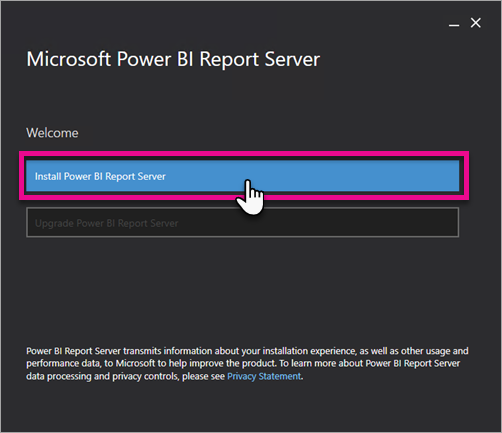 Microsoft Power BI Report Server
Welcome
Install Power BI Report Server
Upgrade Power BI Report Server
Power BI Report Server transmits information about your installation experience, as well as other usage and
performance data, to Microsoft to help improve the product. To learn more about Power BI Report Server
data processing and privacy controls, please see Privacy Statement.